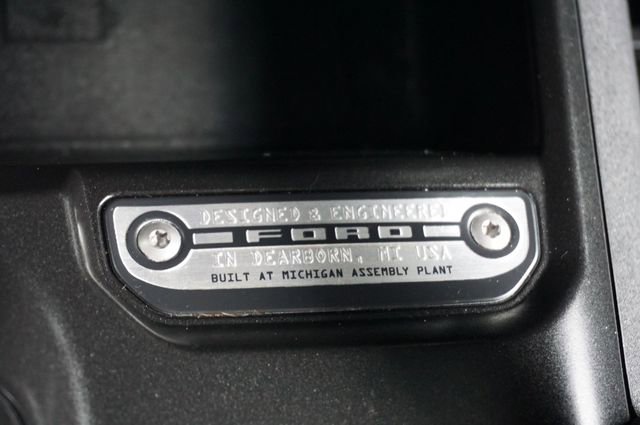 DESIGNED & ENGINEERED
FORD
IN DEARBORN, MI USA
BUILT AT MICHIGAN ASSEMBLY PLANT